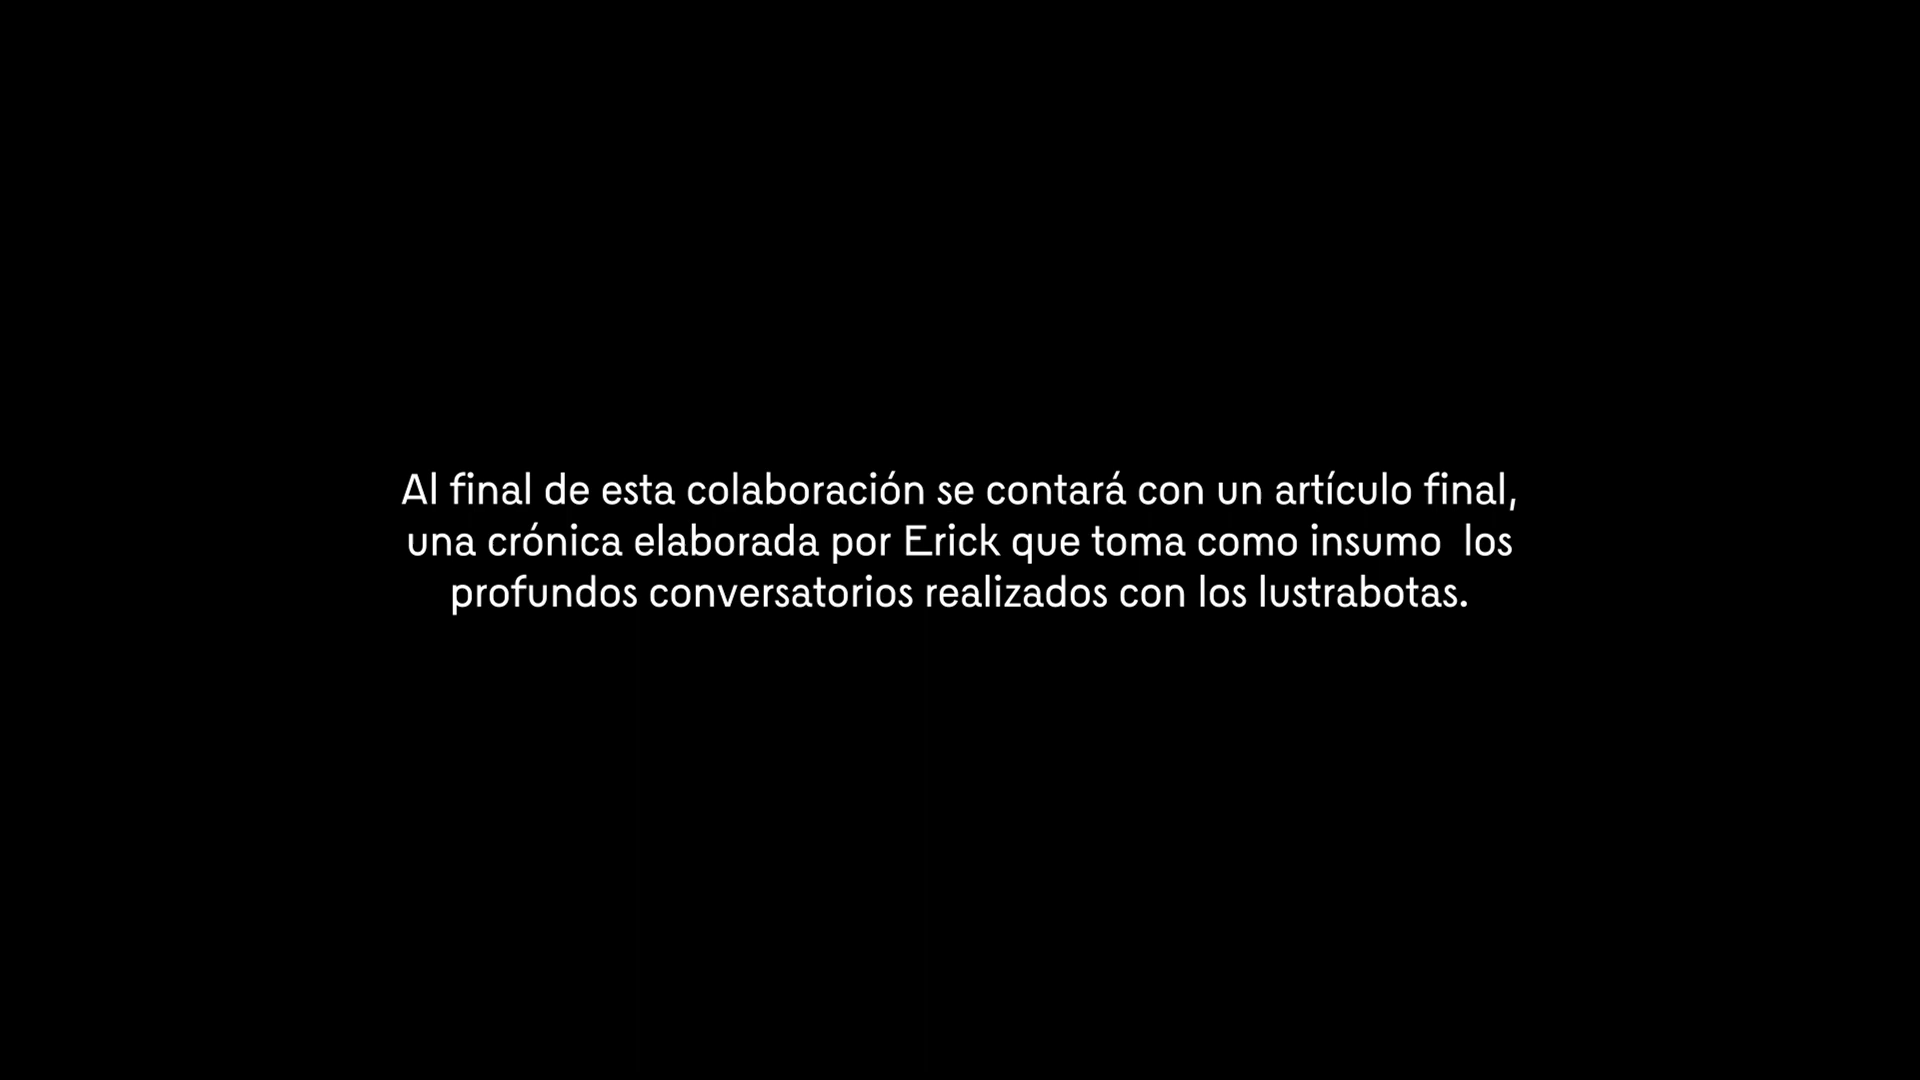 Al final de esta colaboración se contará con un artículo final,
una crónica elaborada por Erick que toma como insumo  los
profundos conversatorios realizados con los lustrabotas.